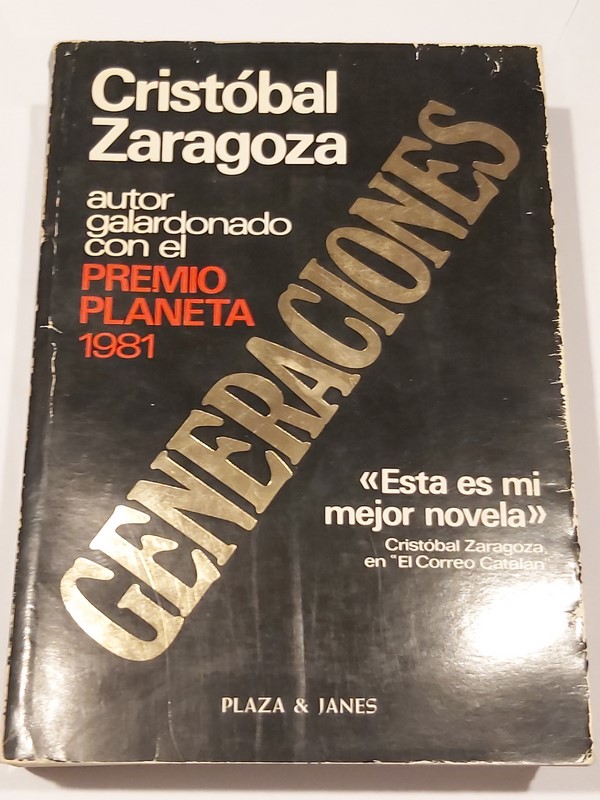 Cristóbal
Zaragoza
autor
galardonado
con el
PREMIO
PLANETA
1981
GENERACIONES
«Esta es mi
mejor novela»
Cristóbal Zaragoza,
en "El Correo Catalán"
PLAZA & JANES